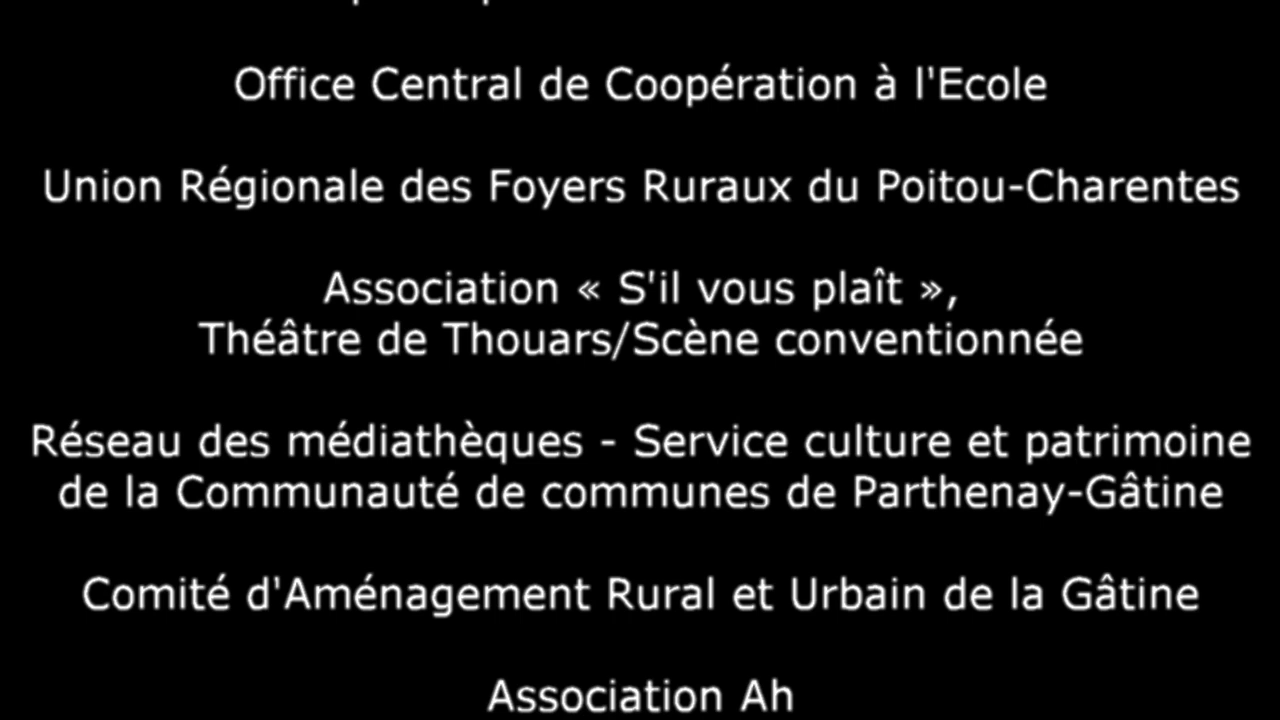 Office Central de Coopération à l'Ecole
Union Régionale des Foyers Ruraux du Poitou-Charentes
Association « S'il vous plaît »,
Théâtre de Thouars/Scène conventionnée
Réseau des médiathèques - Service culture et patrimoine
de la Communauté de communes de Parthenay-Gâtine
Comité d'Aménagement Rural et Urbain de la Gâtine
Association Ah